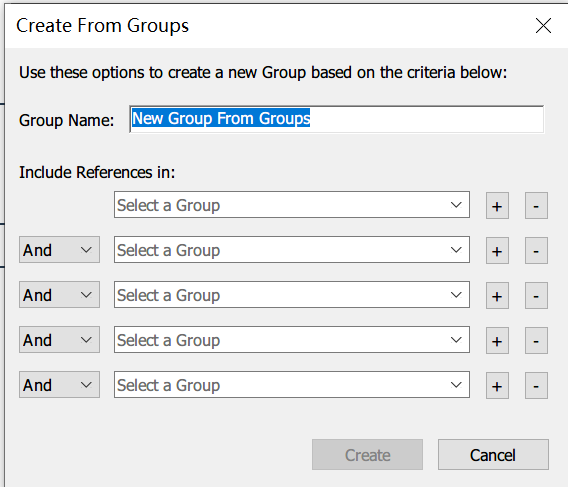 Create From Groups
Use these options to create a new Group based on the criteria below:
Group Name: New Group From Groups
Include References in:
Select a Group + -
And Select a Group + -
And Select a Group + -
And Select a Group + -
And Select a Group + -
Create Cancel